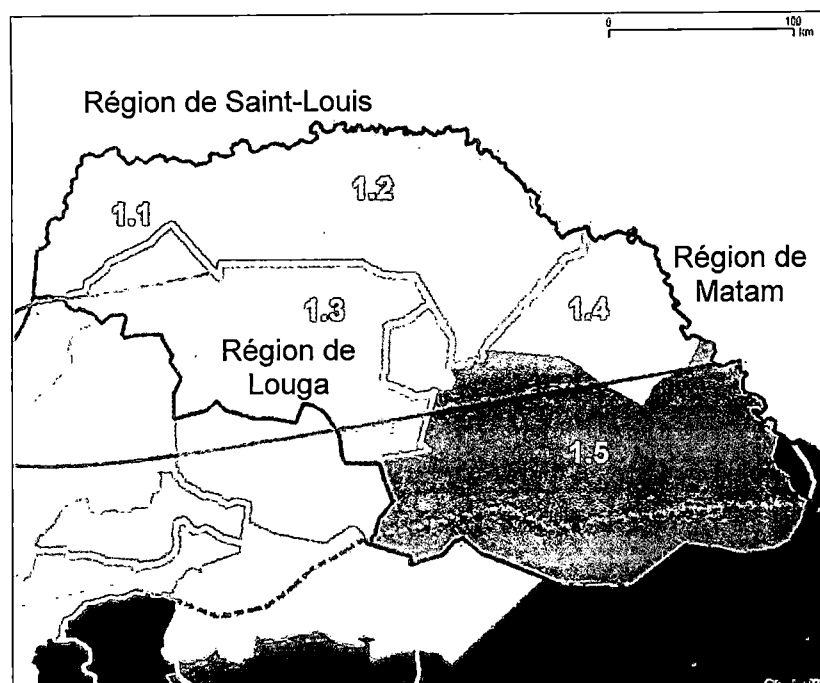 0 100
km
Région de Saint-Louis
1.2
1.1
Région de
Matam
1.3
1.4
Région de
Louga
1.5